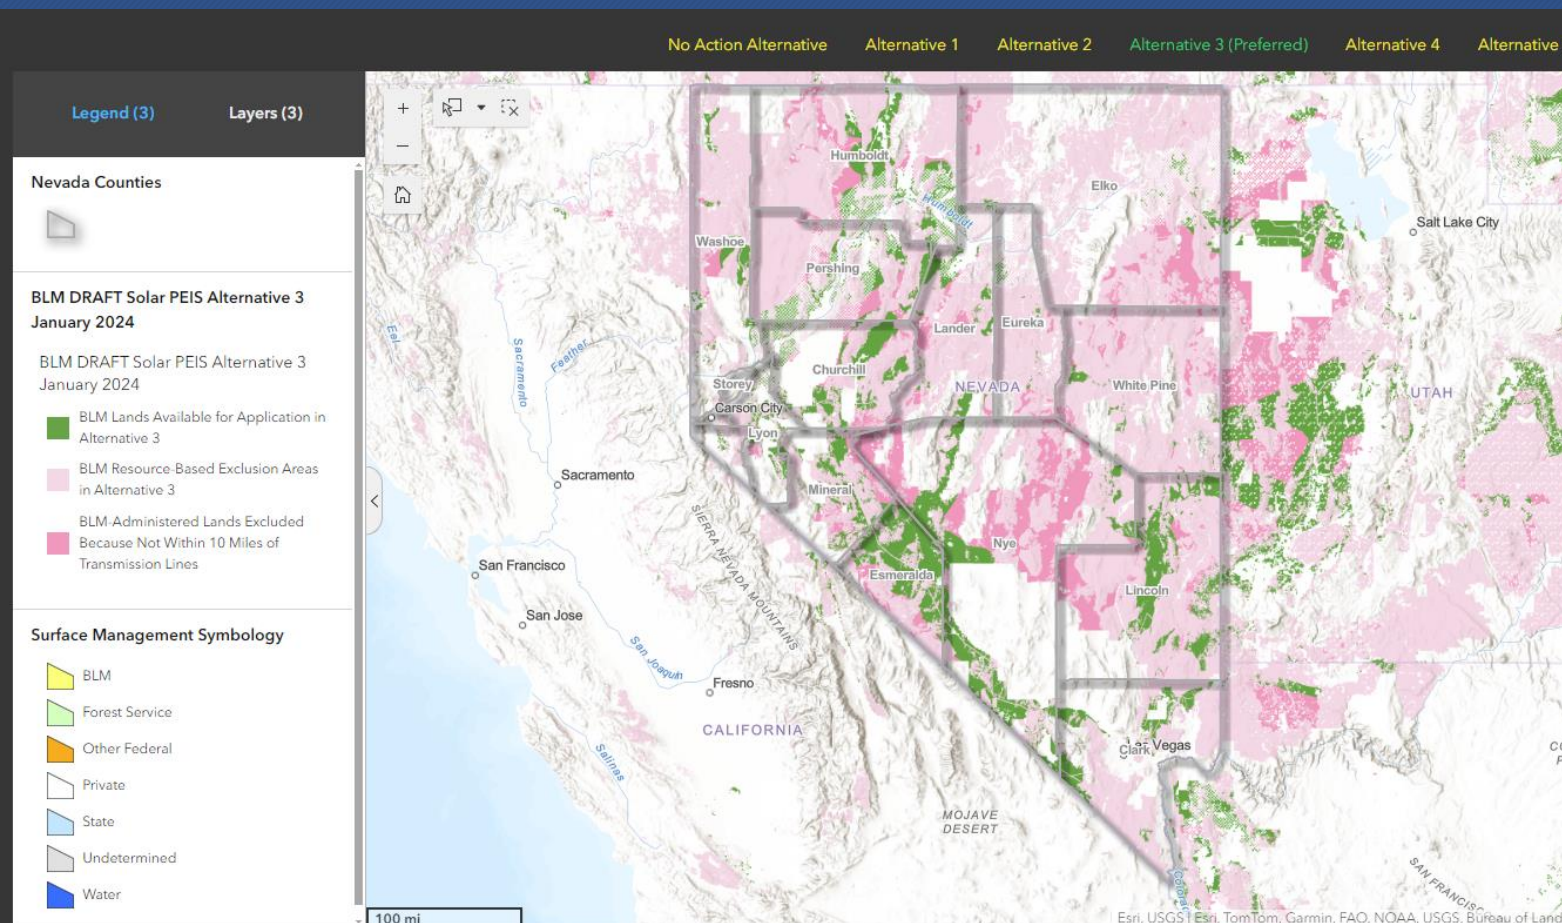 No Action Alternative Alternative 1 Alternative 2 Alternative 3 (Preferred) Alternative 4 Alternative
Legend (3) Layers (3)
Nevada Counties
BLM DRAFT Solar PEIS Alternative 3
January 2024
BLM DRAFT Solar PEIS Alternative 3
January 2024
BLM Lands Available for Application in
Alternative 3
BLM Resource-Based Exclusion Areas
in Alternative 3
BLM-Administered Lands Excluded
Because Not Within 10 Miles of
Transmission Lines
Surface Management Symbology
BLM
Forest Service
Other Federal
Private
State
Undetermined
Water
+
−
Humboldt
Elko
Humboldt
Salt Lake City
Washoe
Pershing
Eel
Sacramento
Feather
Lander
Eureka
Churchill
Storey
NEVADA
White Pine
UTAH
Carson City
Lyon
Sacramento
Mineral
SIERRA NEVADA MOUNTAINS
Nye
San Francisco
Esmeralda
Lincoln
San Jose
San Joaquin
Fresno
CALIFORNIA
Salinas
Clark
Vegas
MOJAVE
DESERT
100 mi
Esri, USGS | Esri, TomTom, Garmin, FAO, NOAA, USGS, Bureau of Land